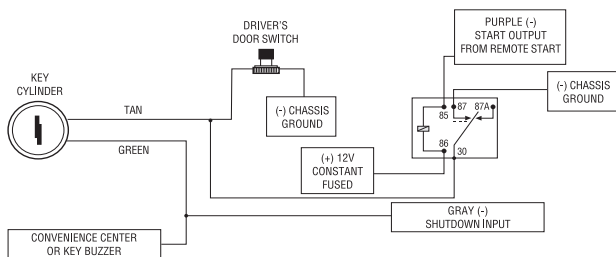 DRIVER'S
DOOR SWITCH
PURPLE (-)
START OUTPUT
FROM REMOTE START
KEY
CYLINDER
TAN
GREEN
(-) CHASSIS
GROUND
85
87
87A
86
30
(-) CHASSIS
GROUND
(+) 12V
CONSTANT
FUSED
GRAY (-)
SHUTDOWN INPUT
CONVENIENCE CENTER
OR KEY BUZZER